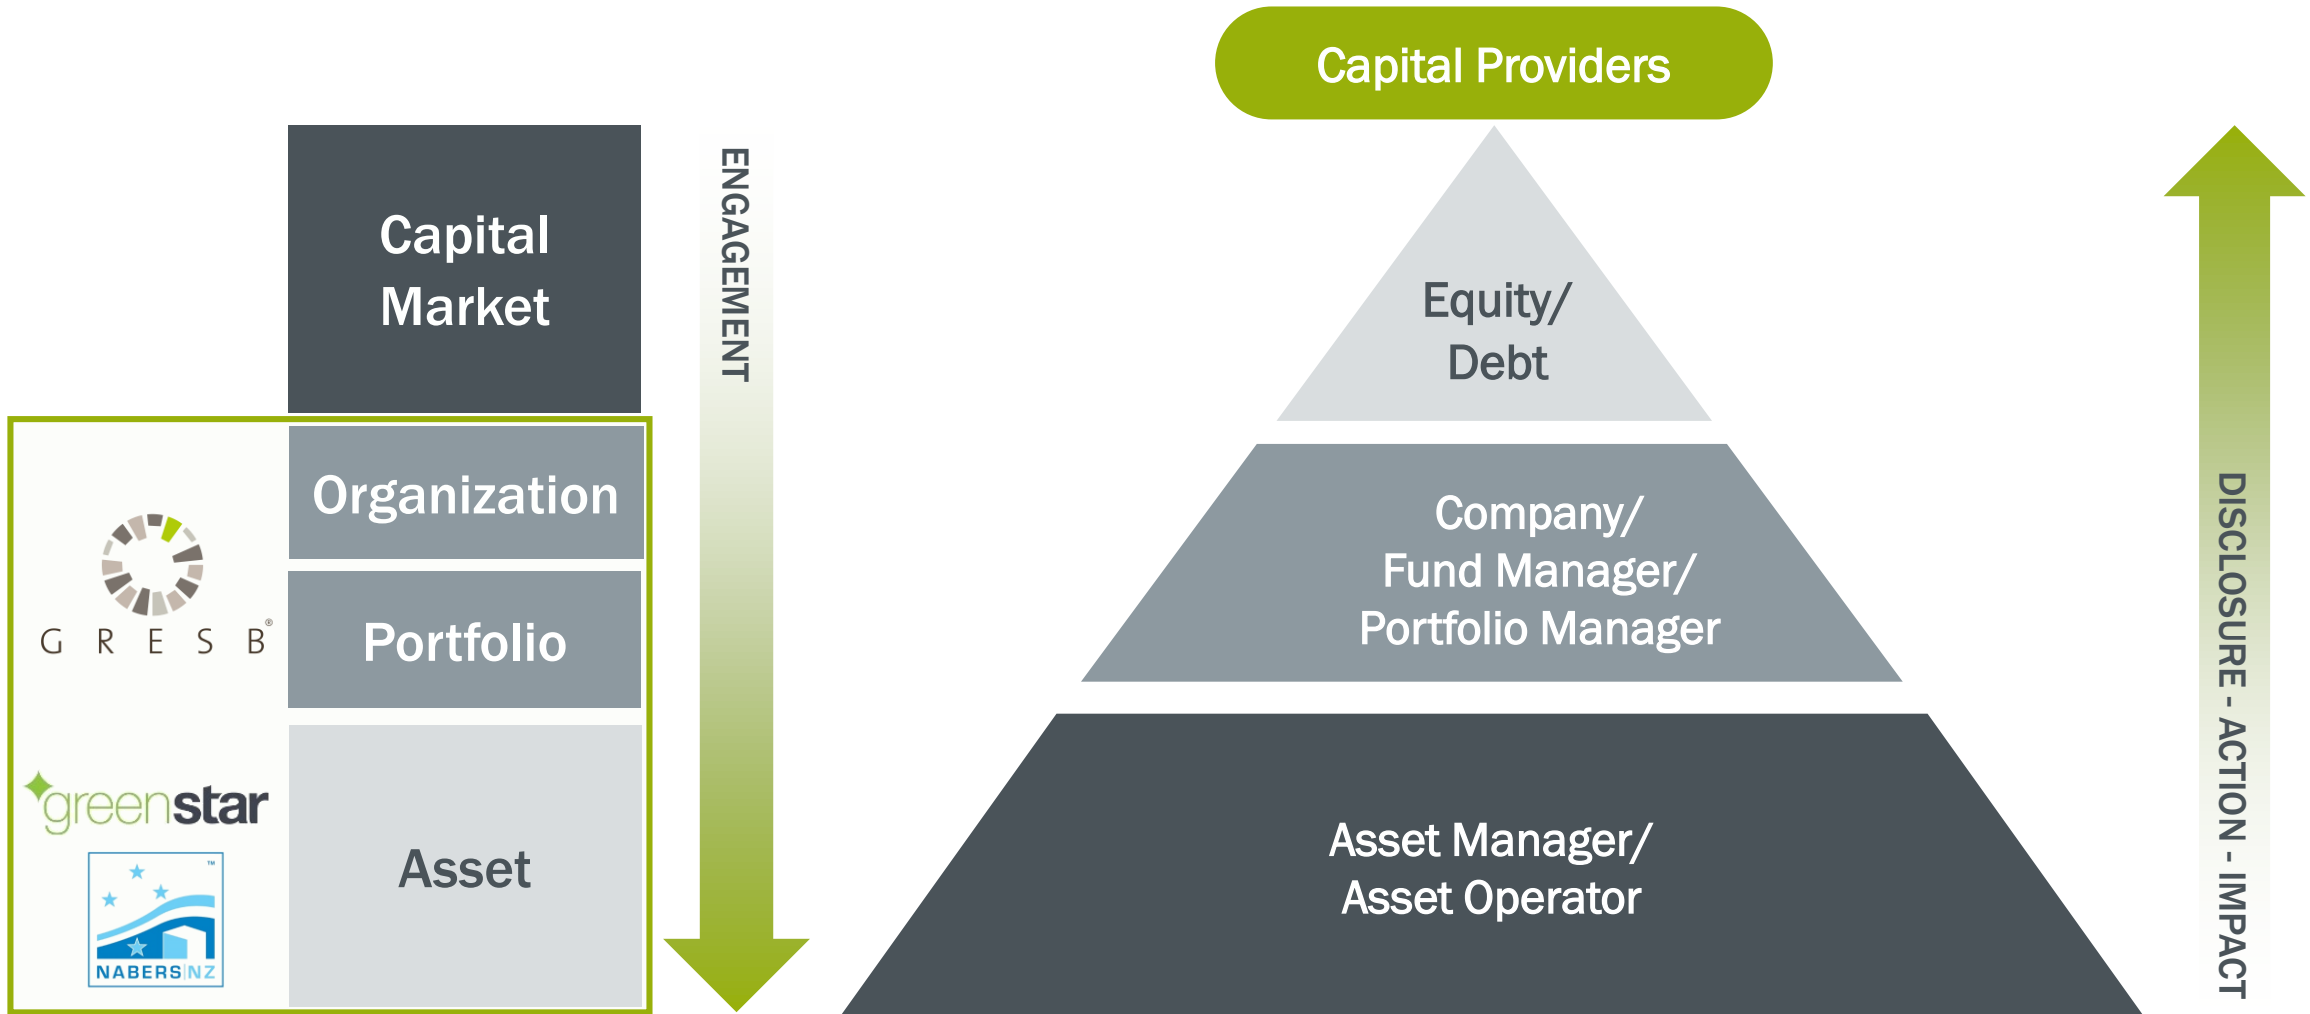 Capital Providers
Capital
Market
ENGAGEMENT
Equity/
Debt
Organization
Portfolio
GRESB®
Company/
Fund Manager/
Portfolio Manager
greenstar
Asset
NABERS|NZ
™
Asset Manager/
Asset Operator
DISCLOSURE - ACTION - IMPACT